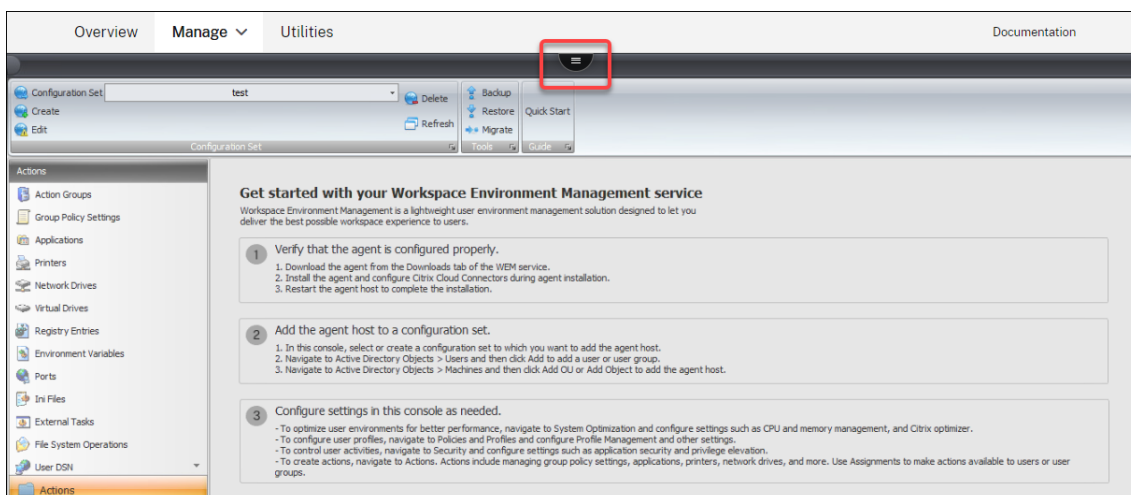 Overview Manage Utilities Documentation
Configuration Set test Delete Backup
Create Restore Quick Start
Edit Refresh Migrate
Configuration Set Tools Guide
Actions
Action Groups
Group Policy Settings
Applications
Printers
Network Drives
Virtual Drives
Registry Entries
Environment Variables
Ports
Ini Files
External Tasks
File System Operations
User DSN
Actions
Get started with your Workspace Environment Management service
Workspace Environment Management is a lightweight user environment management solution designed to let you
deliver the best possible workspace experience to users.
1 Verify that the agent is configured properly.
1. Download the agent from the Downloads tab of the WEM service.
2. Install the agent and configure Citrix Cloud Connectors during agent installation.
3. Restart the agent host to complete the installation.
2 Add the agent host to a configuration set.
1. In this console, select or create a configuration set to which you want to add the agent host.
2. Navigate to Active Directory Objects > Users and then click Add to add a user or user group.
3. Navigate to Active Directory Objects > Machines and then click Add OU or Add Object to add the agent host.
3 Configure settings in this console as needed.
- To optimize user environments for better performance, navigate to System Optimization and configure settings such as CPU and memory management, and Citrix optimizer.
- To configure user profiles, navigate to Policies and Profiles and configure Profile Management and other settings.
- To control user activities, navigate to Security and configure settings such as application security and privilege elevation.
- To create actions, navigate to Actions. Actions include managing group policy settings, applications, printers, network drives, and more. Use Assignments to make actions available to users or user
groups.